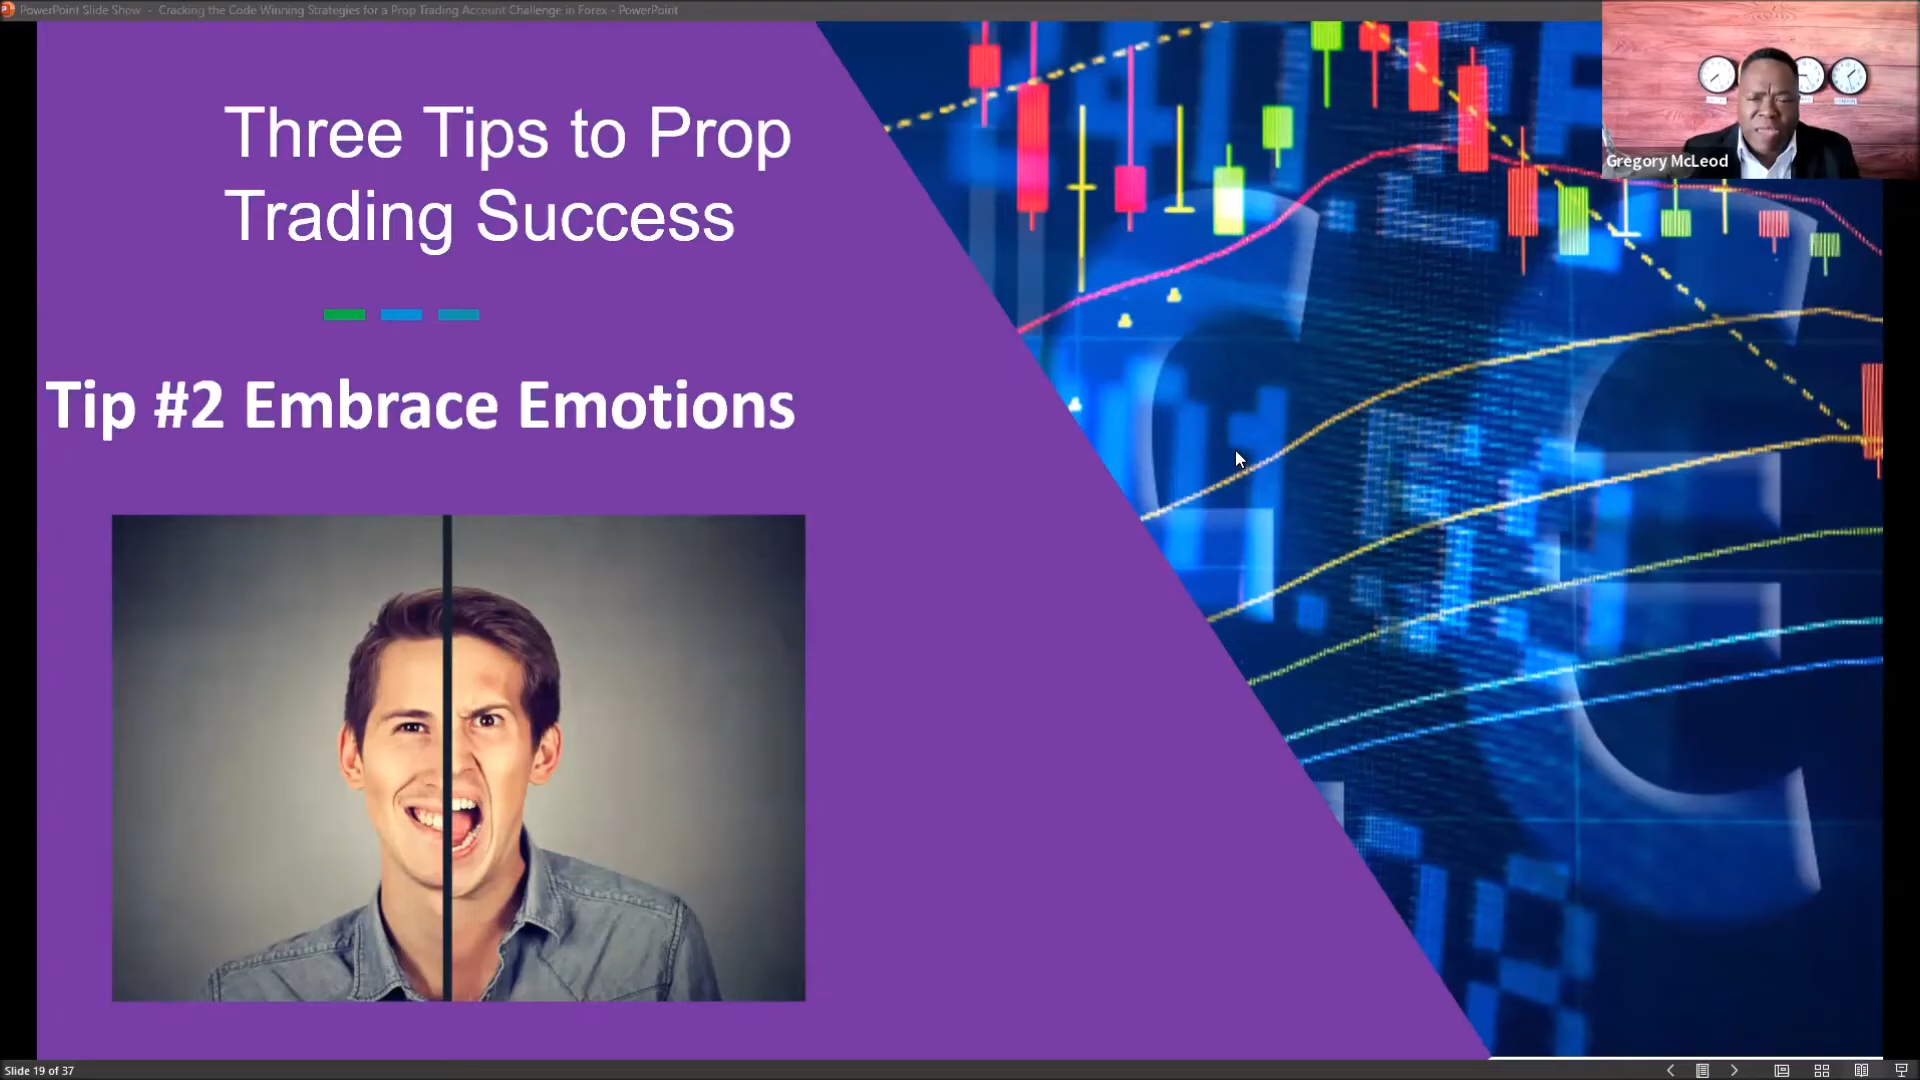 PowerPoint Slide Show - Cracking the Code Winning Strategies for a Prop Trading Account Challenge in Forex - PowerPoint
Three Tips to Prop
Trading Success
Tip #2 Embrace Emotions
Gregory McLeod
Slide 19 of 37